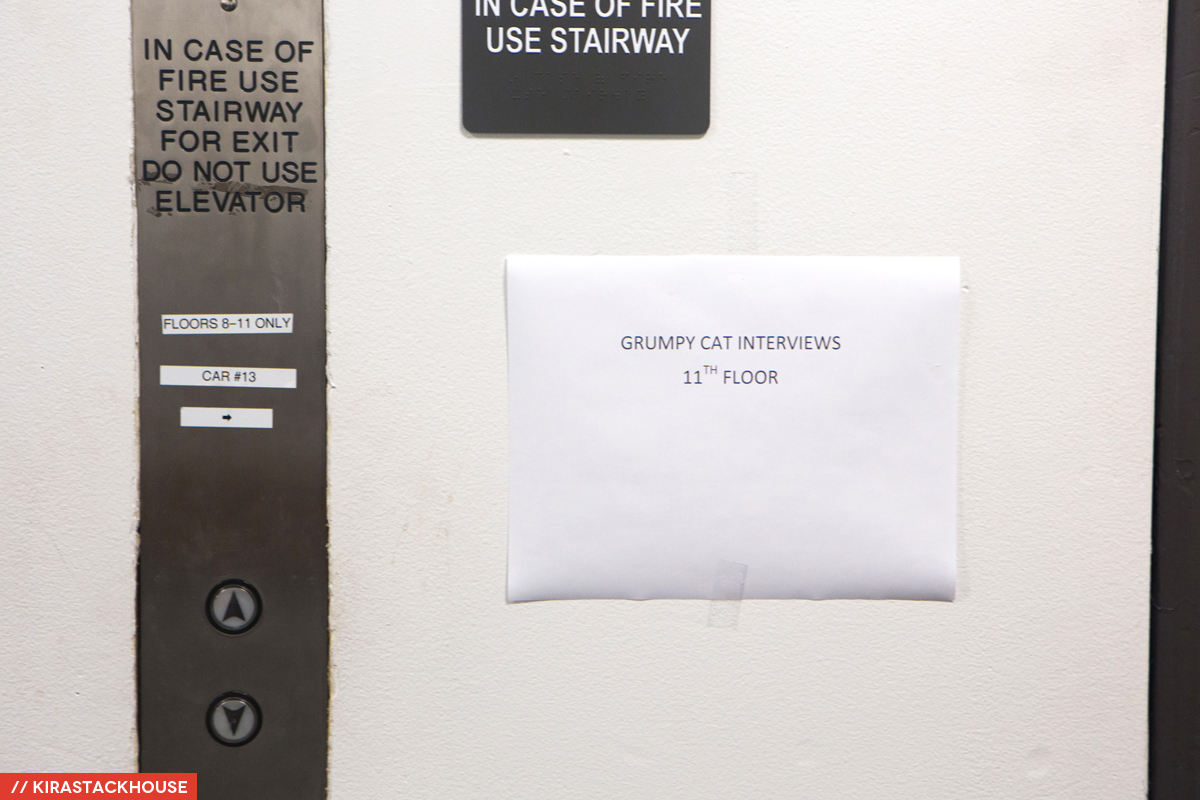 IN CASE OF
FIRE USE
STAIRWAY
FOR EXIT
DO NOT USE
ELEVATOR
FLOORS 8–11 ONLY
CAR #13
IN CASE OF FIRE
USE STAIRWAY
GRUMPY CAT INTERVIEWS
11TH FLOOR
// KIRASTACKHOUSE